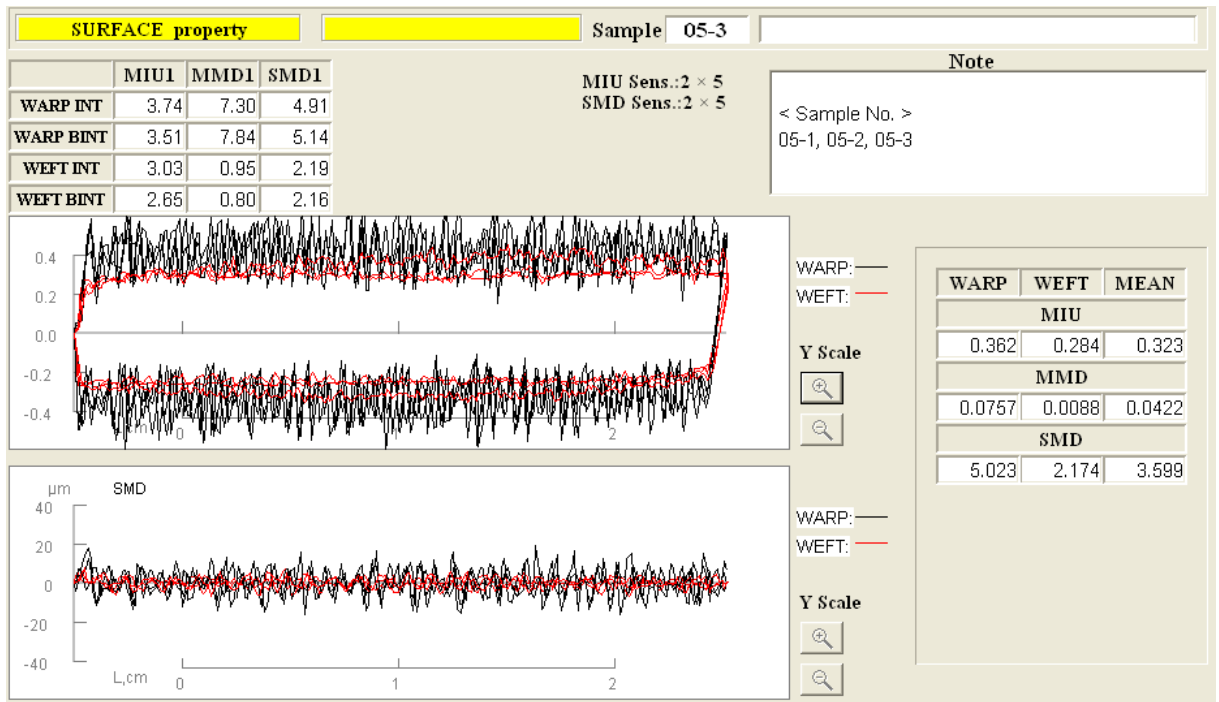 SURFACE property
Sample 05-3
MIU1 MMD1 SMD1
WARP INT 3.74 7.30 4.91
WARP BINT 3.51 7.84 5.14
WEFT INT 3.03 0.95 2.19
WEFT BINT 2.65 0.80 2.16
MIU Sens.:2 × 5
SMD Sens.:2 × 5
Note
< Sample No. >
05-1, 05-2, 05-3
0.4
0.2
0.0
-0.2
-0.4
0 1 2
WARP:
WEFT:
Y Scale
WARP WEFT MEAN
MIU
0.362 0.284 0.323
MMD
0.0757 0.0088 0.0422
SMD
5.023 2.174 3.599
µm SMD
40
20
0
-20
-40
L,cm 0 1 2
WARP:
WEFT:
Y Scale